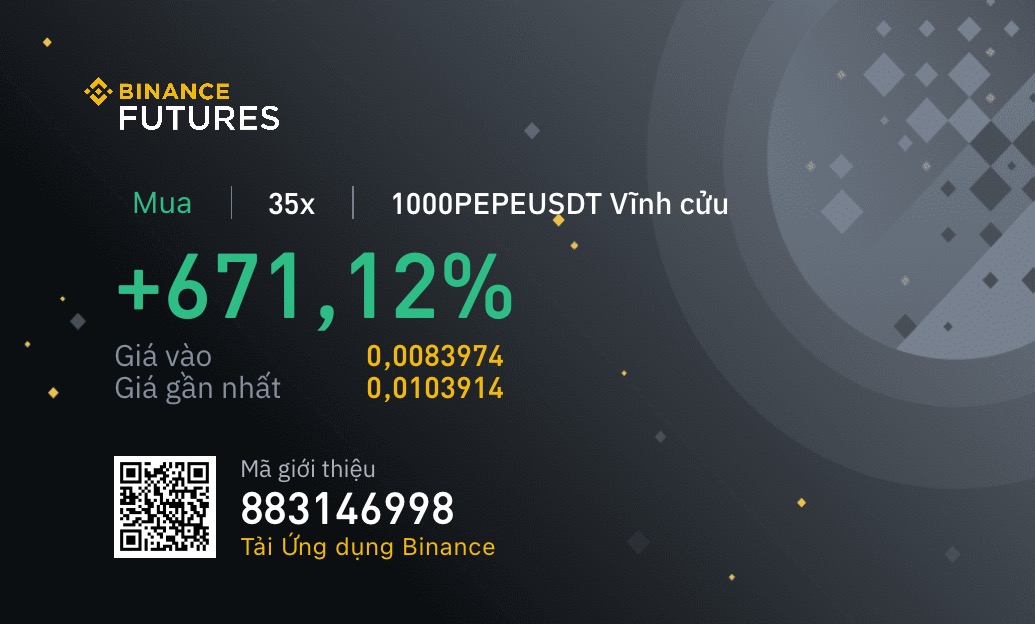 BINANCE
FUTURES
Mua | 35x | 1000PEPEUSDT Vĩnh cửu
+671,12%
Giá vào 0,0083974
Giá gần nhất 0,0103914
Mã giới thiệu
883146998
Tải Ứng dụng Binance